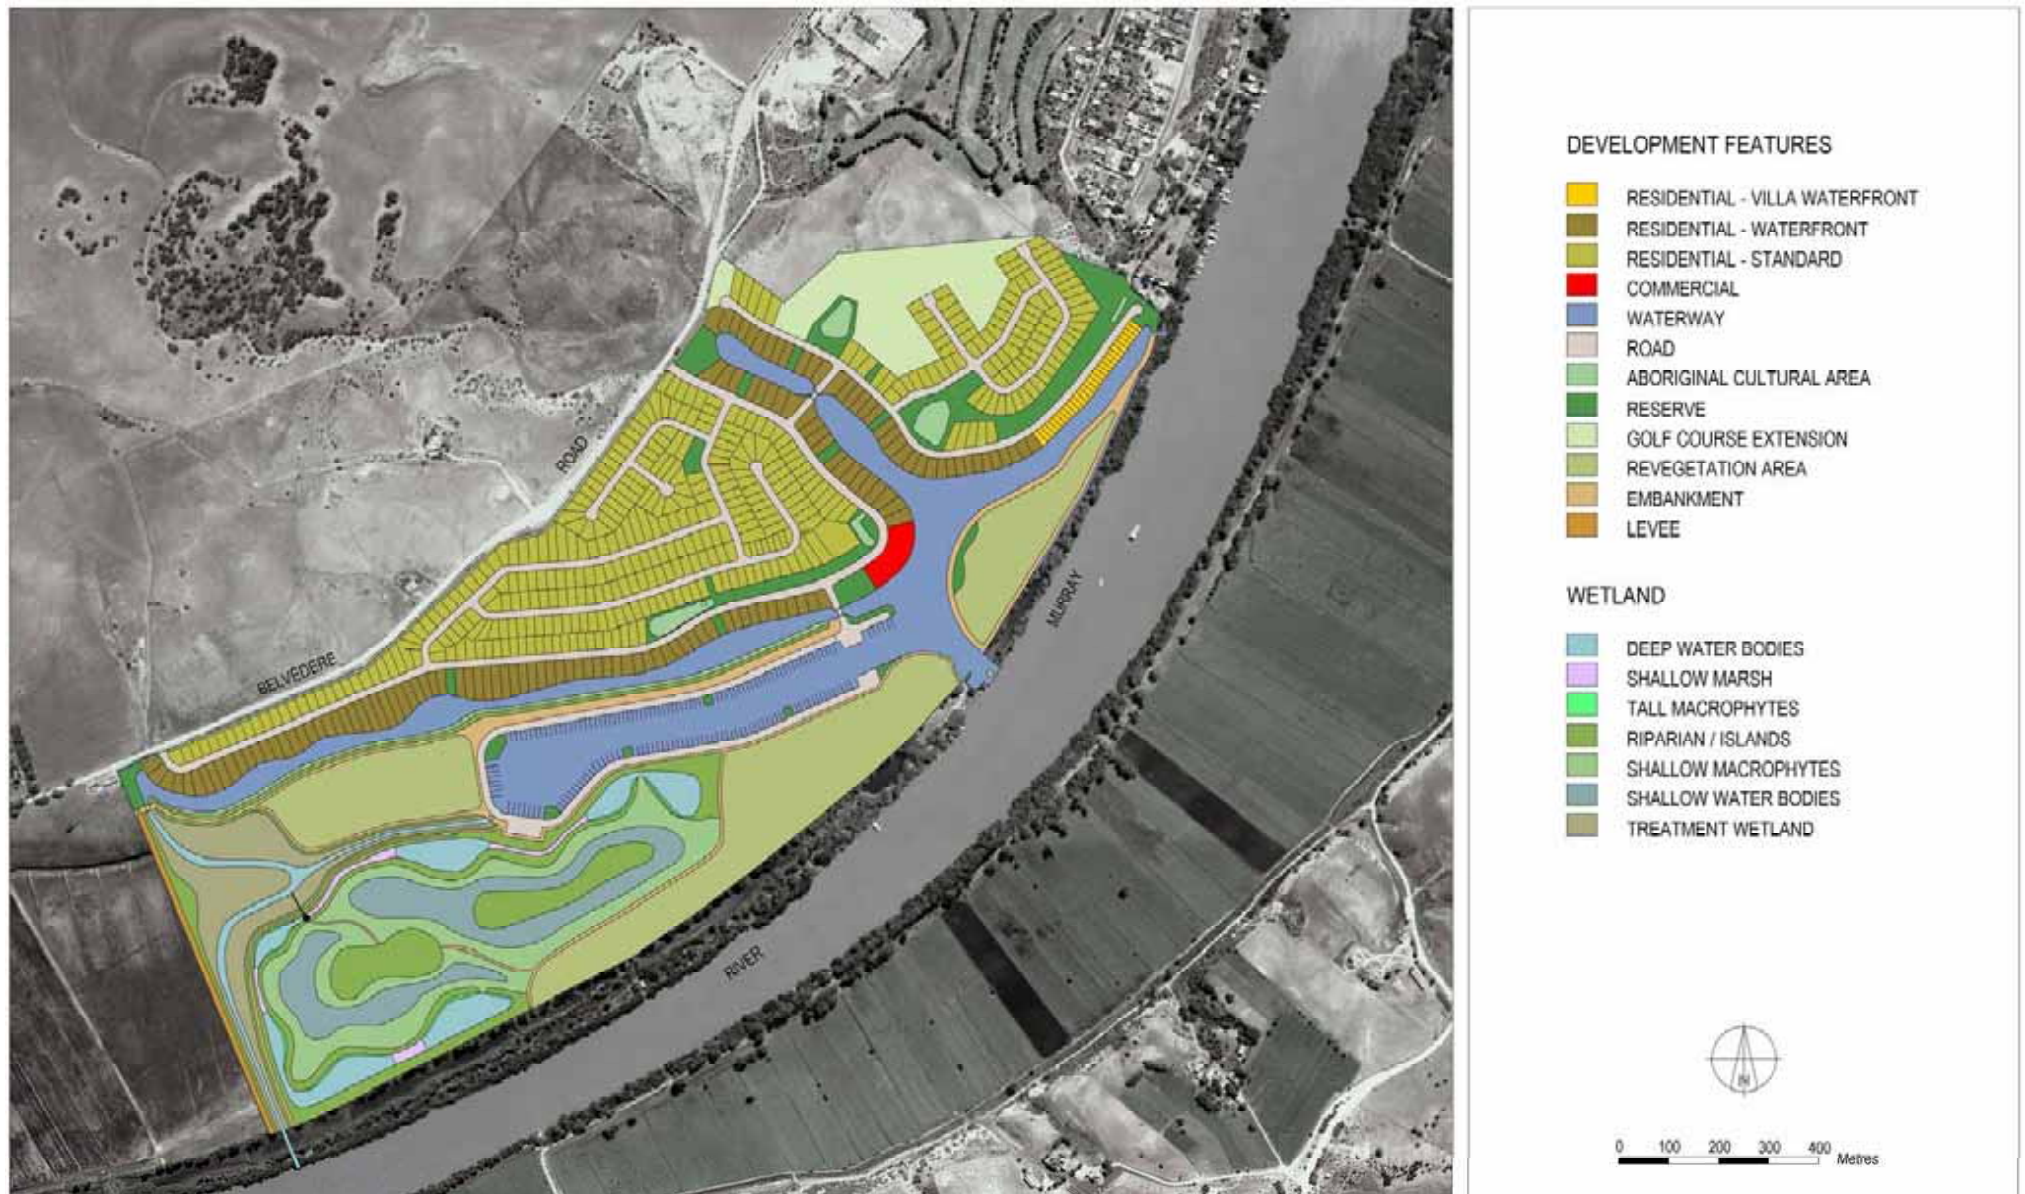 ROAD
BELVEDERE
MURRAY
RIVER
DEVELOPMENT FEATURES
RESIDENTIAL - VILLA WATERFRONT
RESIDENTIAL - WATERFRONT
RESIDENTIAL - STANDARD
COMMERCIAL
WATERWAY
ROAD
ABORIGINAL CULTURAL AREA
RESERVE
GOLF COURSE EXTENSION
REVEGETATION AREA
EMBANKMENT
LEVEE
WETLAND
DEEP WATER BODIES
SHALLOW MARSH
TALL MACROPHYTES
RIPARIAN / ISLANDS
SHALLOW MACROPHYTES
SHALLOW WATER BODIES
TREATMENT WETLAND
N
0 100 200 300 400 Metres